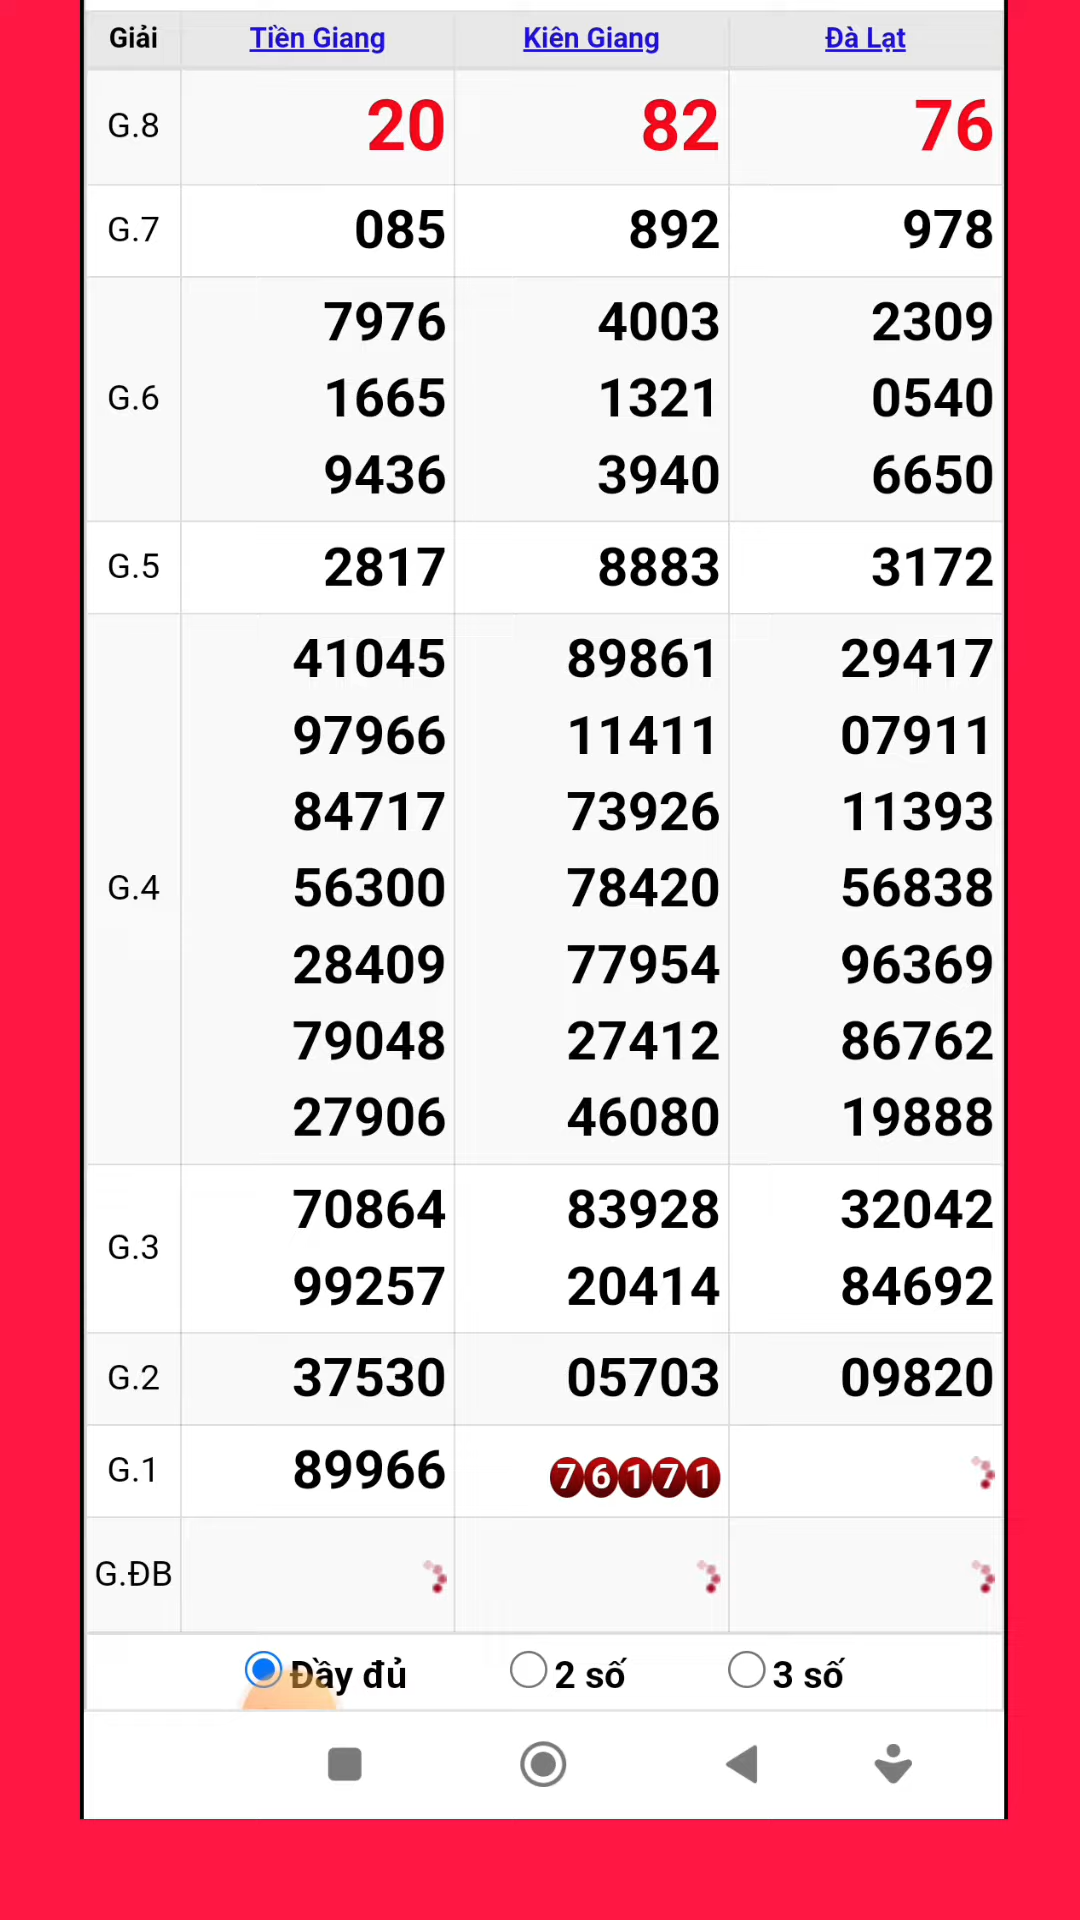 Giải Tiền Giang Kiên Giang Đà Lạt
G.8 20 82 76
G.7 085 892 978
7976 4003 2309
G.6 1665 1321 0540
9436 3940 6650
G.5 2817 8883 3172
41045 89861 29417
97966 11411 07911
84717 73926 11393
G.4 56300 78420 56838
28409 77954 96369
79048 27412 86762
27906 46080 19888
70864 83928 32042
G.3
99257 20414 84692
G.2 37530 05703 09820
G.1 89966 76171
G.ĐB
Đầy đủ 2 số 3 số